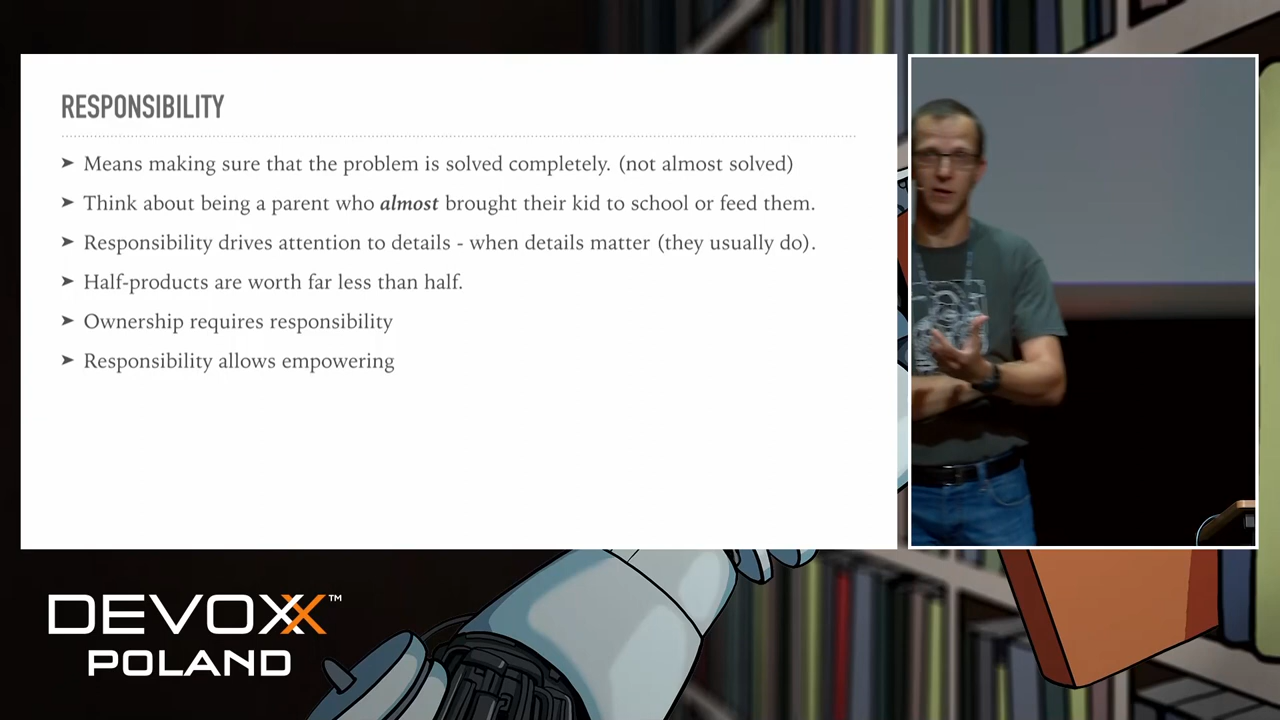 RESPONSIBILITY
➤ Means making sure that the problem is solved completely. (not almost solved)
➤ Think about being a parent who almost brought their kid to school or feed them.
➤ Responsibility drives attention to details - when details matter (they usually do).
➤ Half-products are worth far less than half.
➤ Ownership requires responsibility
➤ Responsibility allows empowering
DEVOXX™
POLAND